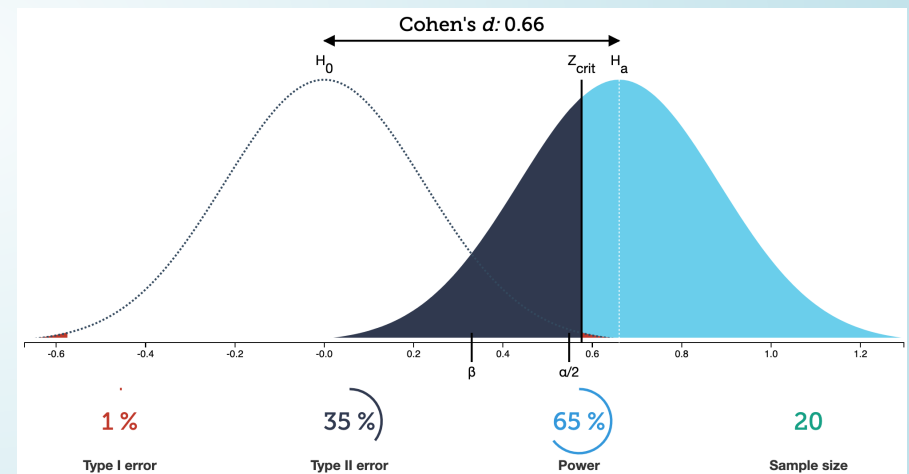 Cohen's d: 0.66
H0
Zcrit
Ha
-0.6 -0.4 -0.2 -0.0 0.2 0.4 0.6 0.8 1.0 1.2
β
α/2
1 % 35 % 65 % 20
Type I error Type II error Power Sample size